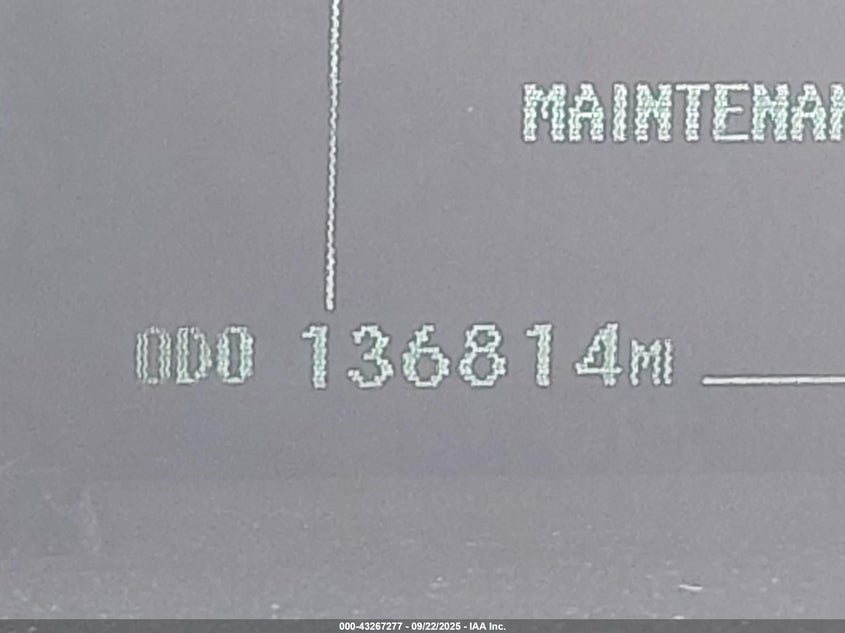 MAINTENAN
ODO 136814MI
000-43267277 - 09/22/2025 - IAA Inc.